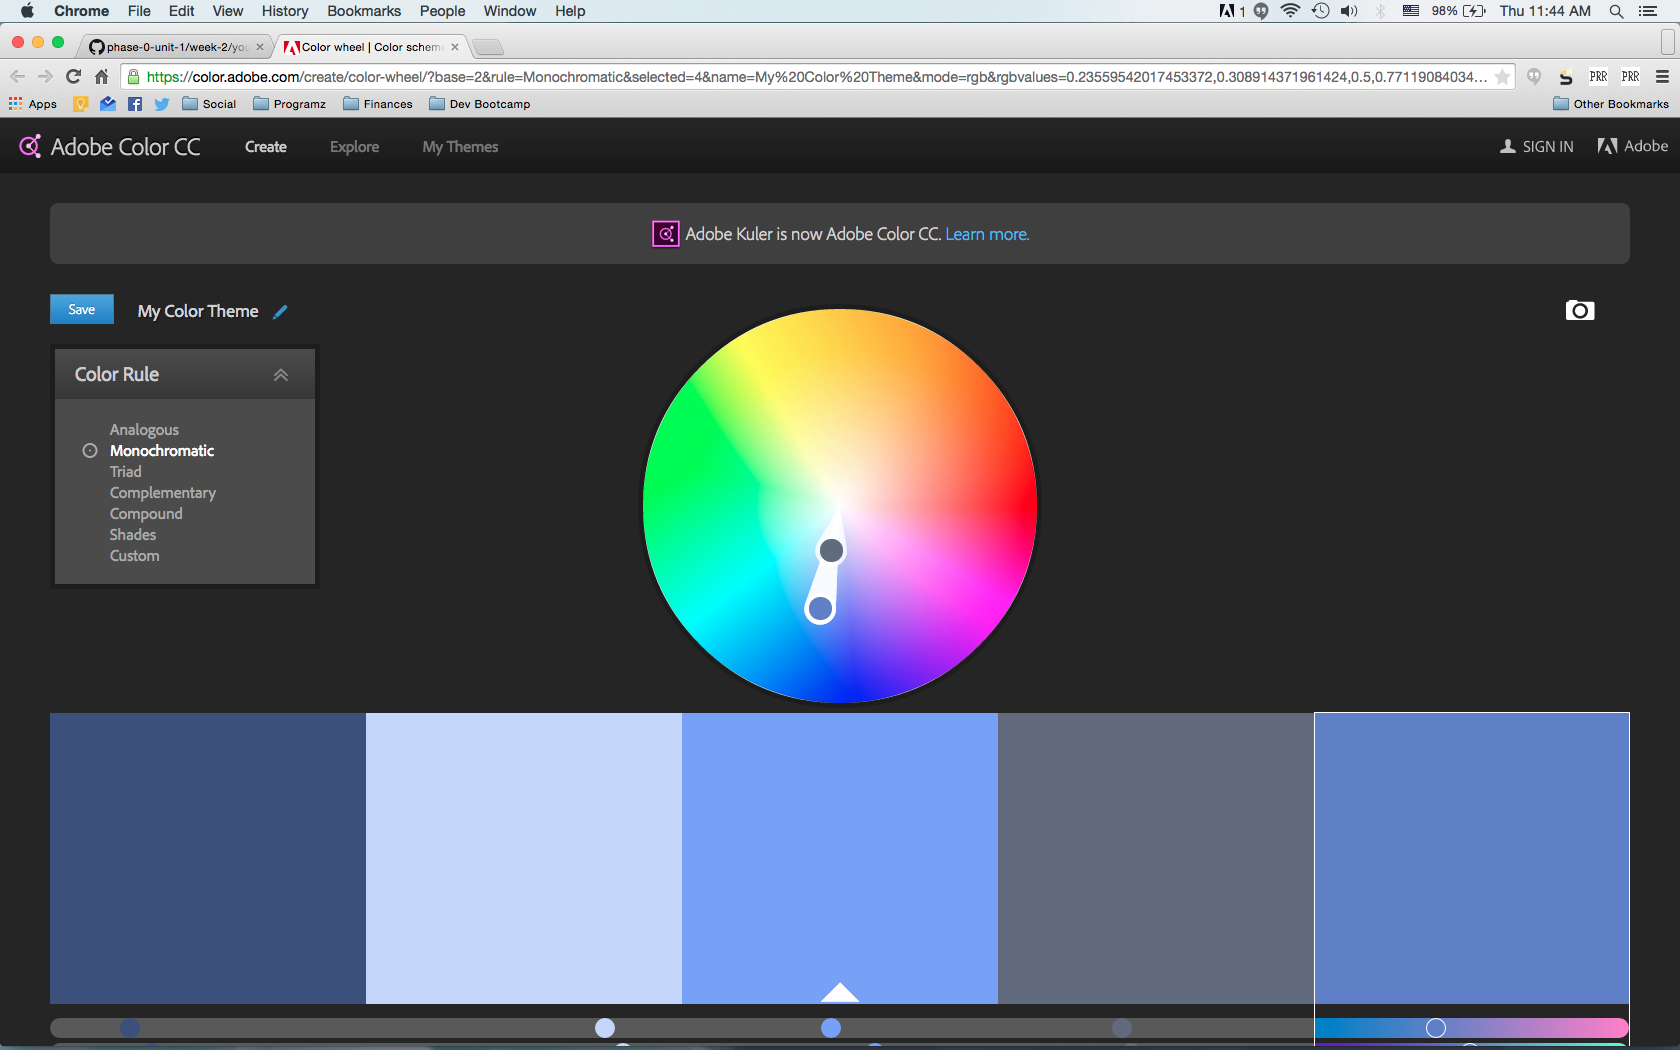 Chrome File Edit View History Bookmarks People Window Help 1 98% Thu 11:44 AM
phase-0-unit-1/week-2/you Color wheel | Color scheme
https://color.adobe.com/create/color-wheel/?base=2&rule=Monochromatic&selected=4&name=My%20Color%20Theme&mode=rgb&rgbvalues=0.23559542017453372,0.308914371961424,0.5,0.77119084034... PRR PRR
Apps Social Programz Finances Dev Bootcamp Other Bookmarks
Adobe Color CC Create Explore My Themes SIGN IN Adobe
Adobe Kuler is now Adobe Color CC. Learn more.
Save My Color Theme
Color Rule
Analogous
Monochromatic
Triad
Complementary
Compound
Shades
Custom